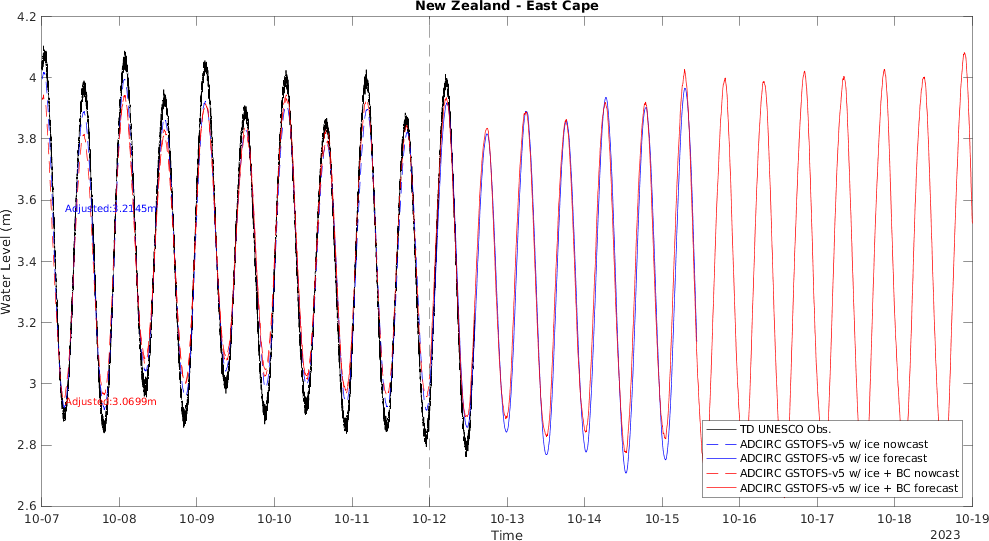 New Zealand - East Cape
4.2
4
3.8
3.6
3.4
3.2
3
2.8
2.6
Water Level (m)
Adjusted:3.2145m
Adjusted:3.0699m
TD UNESCO Obs.
ADCIRC GSTOFS-v5 w/ ice nowcast
ADCIRC GSTOFS-v5 w/ ice forecast
ADCIRC GSTOFS-v5 w/ ice + BC nowcast
ADCIRC GSTOFS-v5 w/ ice + BC forecast
10-07 10-08 10-09 10-10 10-11 10-12 10-13 10-14 10-15 10-16 10-17 10-18 10-19
Time
2023